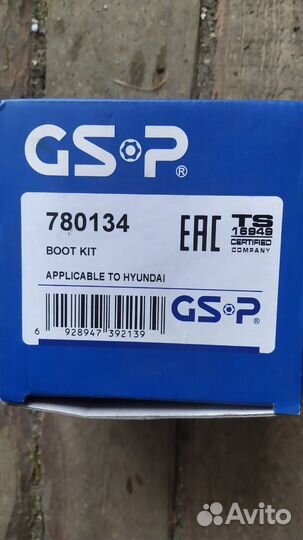 GSP®
780134
EAC
TS
16949
CERTIFIED
COMPANY
BOOT KIT
APPLICABLE TO HYUNDAI
6 928947 392139
GSP®
Avito